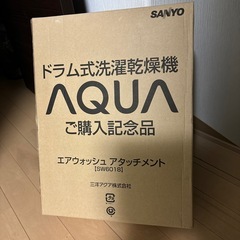 SANYO
ドラム式洗濯乾燥機
AQUA
ご購入記念品
エアウォッシュ アタッチメント
【SW601B】
三洋アクア株式会社